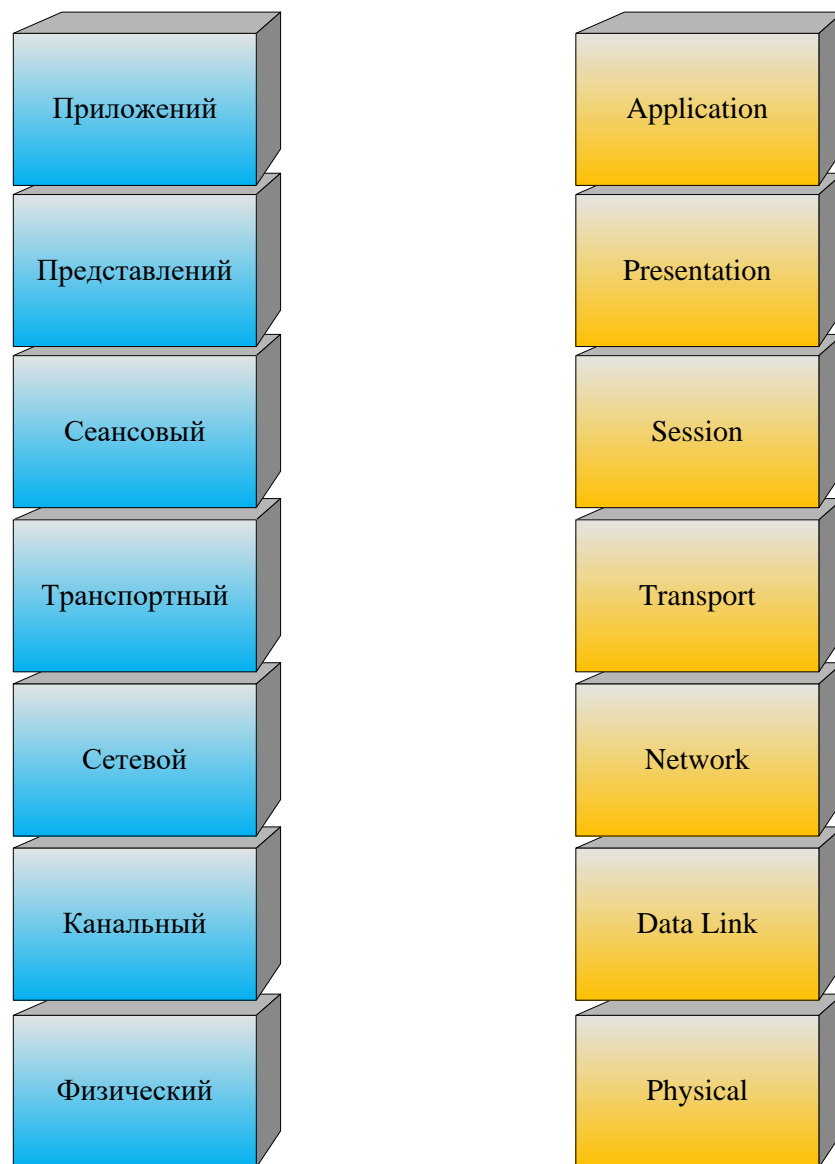 Приложений
Application
Представлений
Presentation
Сеансовый
Session
Транспортный
Transport
Сетевой
Network
Канальный
Data Link
Физический
Physical